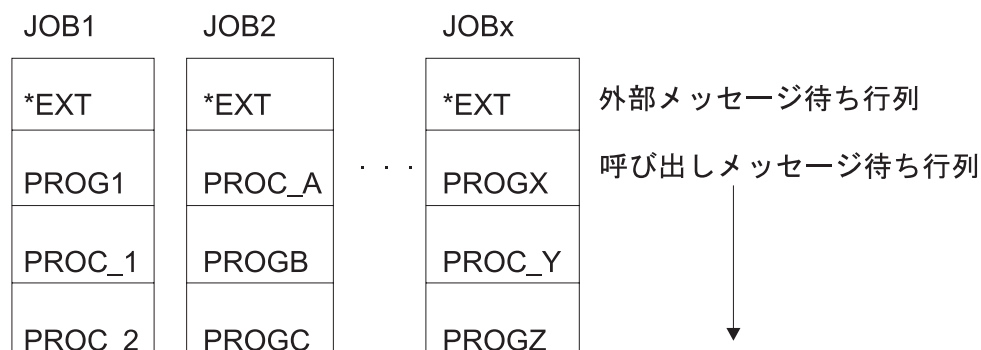 JOB1 JOB2 JOBx
*EXT *EXT *EXT 外部メッセージ待ち行列
PROG1 PROC_A . . . PROGX 呼び出しメッセージ待ち行列
PROC_1 PROGB PROC_Y
PROC_2 PROGC PROGZ